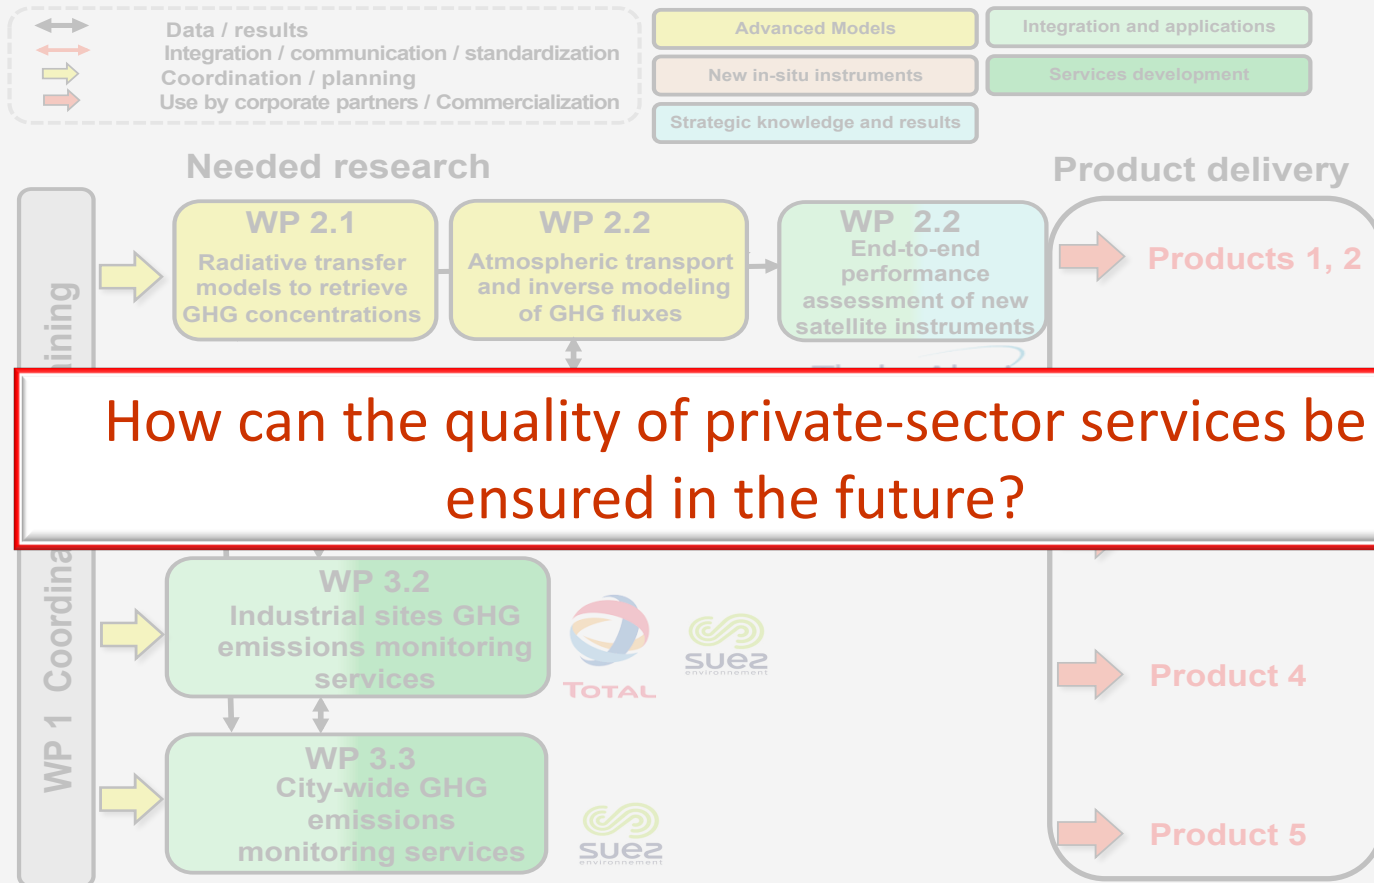 Data / results
Integration / communication / standardization
Coordination / planning
Use by corporate partners / Commercialization
Advanced Models
Integration and applications
New in-situ instruments
Services development
Strategic knowledge and results
Needed research
Product delivery
WP 2.1
Radiative transfer
models to retrieve
GHG concentrations
WP 2.2
Atmospheric transport
and inverse modeling
of GHG fluxes
WP 2.2
End-to-end
performance
assessment of new
satellite instruments
Products 1, 2
How can the quality of private-sector services be
ensured in the future?
WP 1 Coordina
aining
WP 3.2
Industrial sites GHG
emissions monitoring
services
TOTAL
suez
environnement
Product 4
WP 3.3
City-wide GHG
emissions
monitoring services
suez
environnement
Product 5